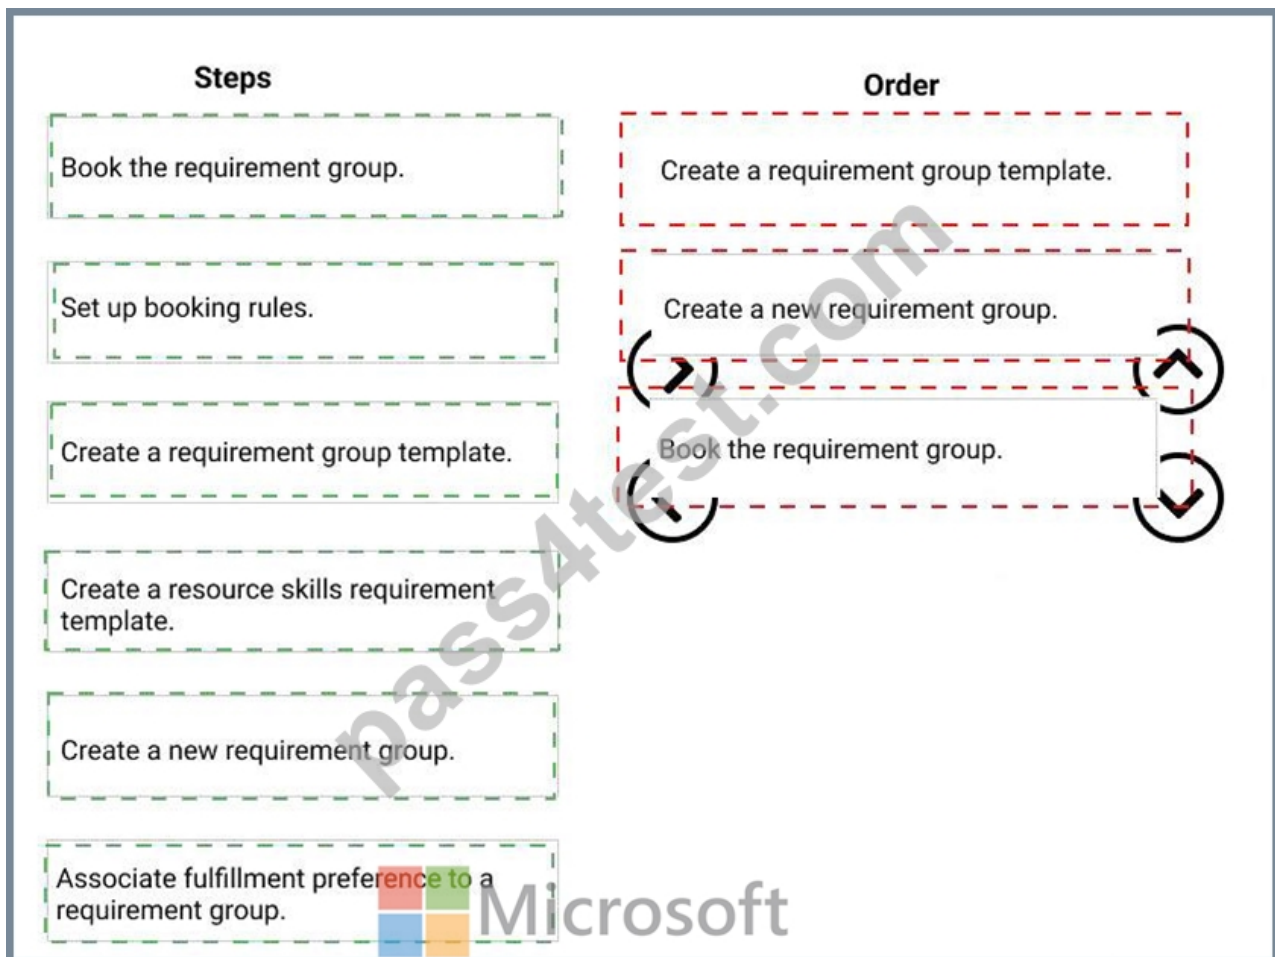 Steps
Book the requirement group.
Set up booking rules.
Create a requirement group template.
Create a resource skills requirement
template.
Create a new requirement group.
Associate fulfillment preference to a
requirement group.
Order
Create a requirement group template.
Create a new requirement group.
Book the requirement group.
pass4test.com
Microsoft